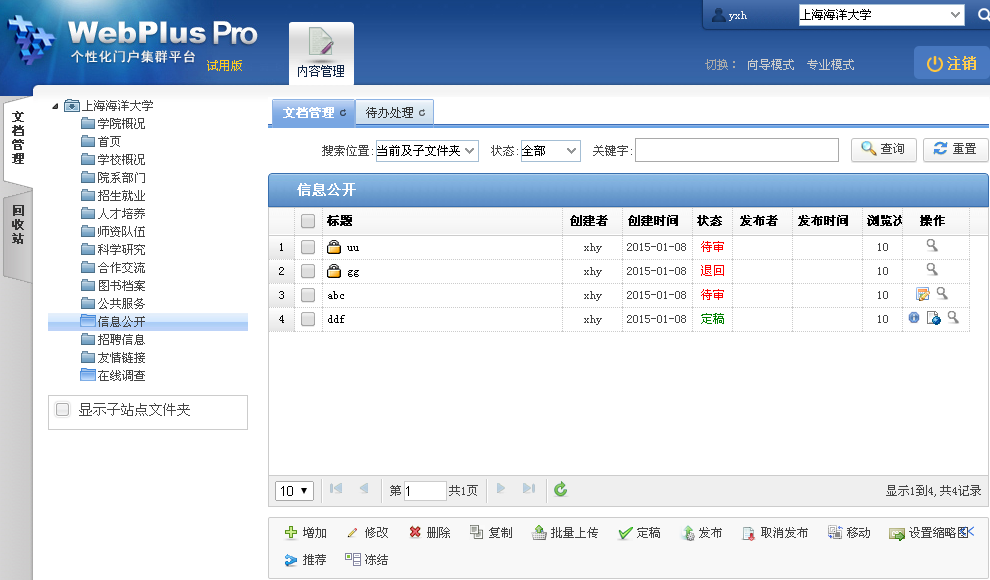 WebPlus Pro
个性化门户集群平台 试用版
内容管理
yxh
上海海洋大学
切换： 向导模式 专业模式
注销
文档管理
回收站
上海海洋大学
学院概况
首页
学校概况
院系部门
招生就业
人才培养
师资队伍
科学研究
合作交流
图书档案
公共服务
信息公开
招聘信息
友情链接
在线调查
显示子站点文件夹
文档管理 待办处理
搜索位置: 当前及子文件夹 状态: 全部 关键字: 查询 重置
信息公开
标题 创建者 创建时间 状态 发布者 发布时间 浏览次 操作
1 uu xhy 2015-01-08 待审 10
2 gg xhy 2015-01-08 退回 10
3 abc xhy 2015-01-08 待审 10
4 ddf xhy 2015-01-08 定稿 10
10 第 1 共1页 显示1到4, 共4记录
增加 修改 删除 复制 批量上传 定稿 发布 取消发布 移动 设置缩略图
推荐 冻结